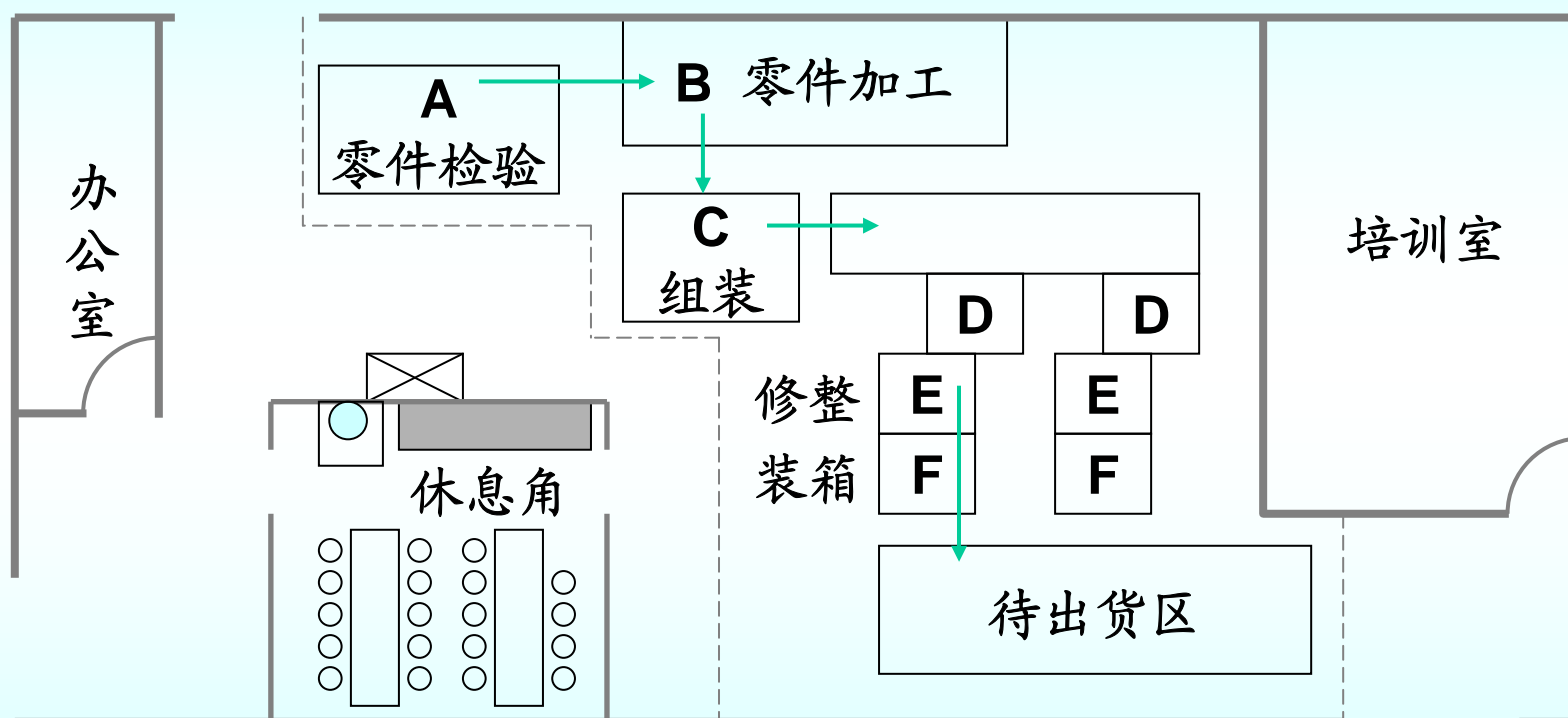 A
零件检验
B 零件加工
办
公
室
C
组装
培训室
D D
修整 E E
装箱 F F
休息角
待出货区